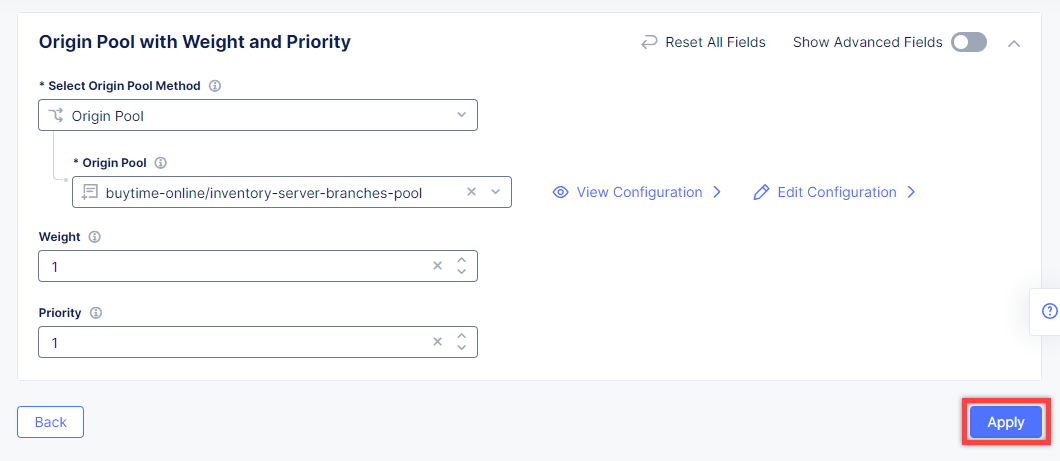 Origin Pool with Weight and Priority
Reset All Fields
Show Advanced Fields
* Select Origin Pool Method
Origin Pool
* Origin Pool
buytime-online/inventory-server-branches-pool
View Configuration
Edit Configuration
Weight
1
Priority
1
Back
Apply